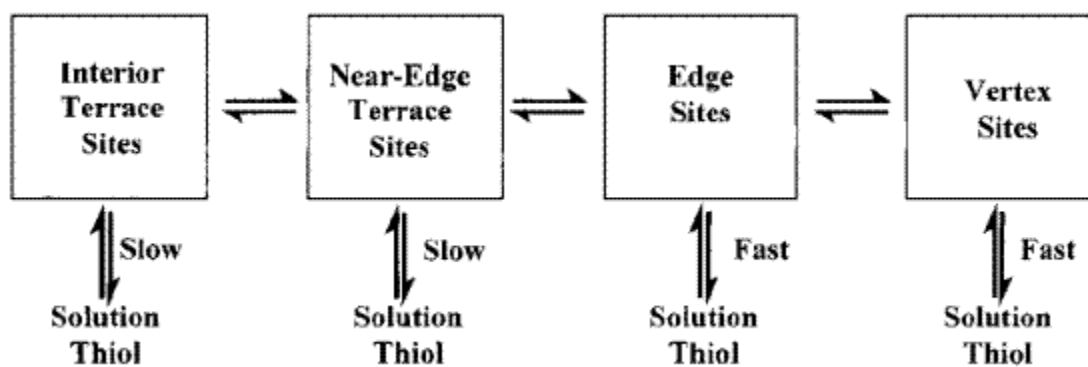 Interior
Terrace
Sites
Near-Edge
Terrace
Sites
Edge
Sites
Vertex
Sites
Slow
Slow
Fast
Fast
Solution
Thiol
Solution
Thiol
Solution
Thiol
Solution
Thiol